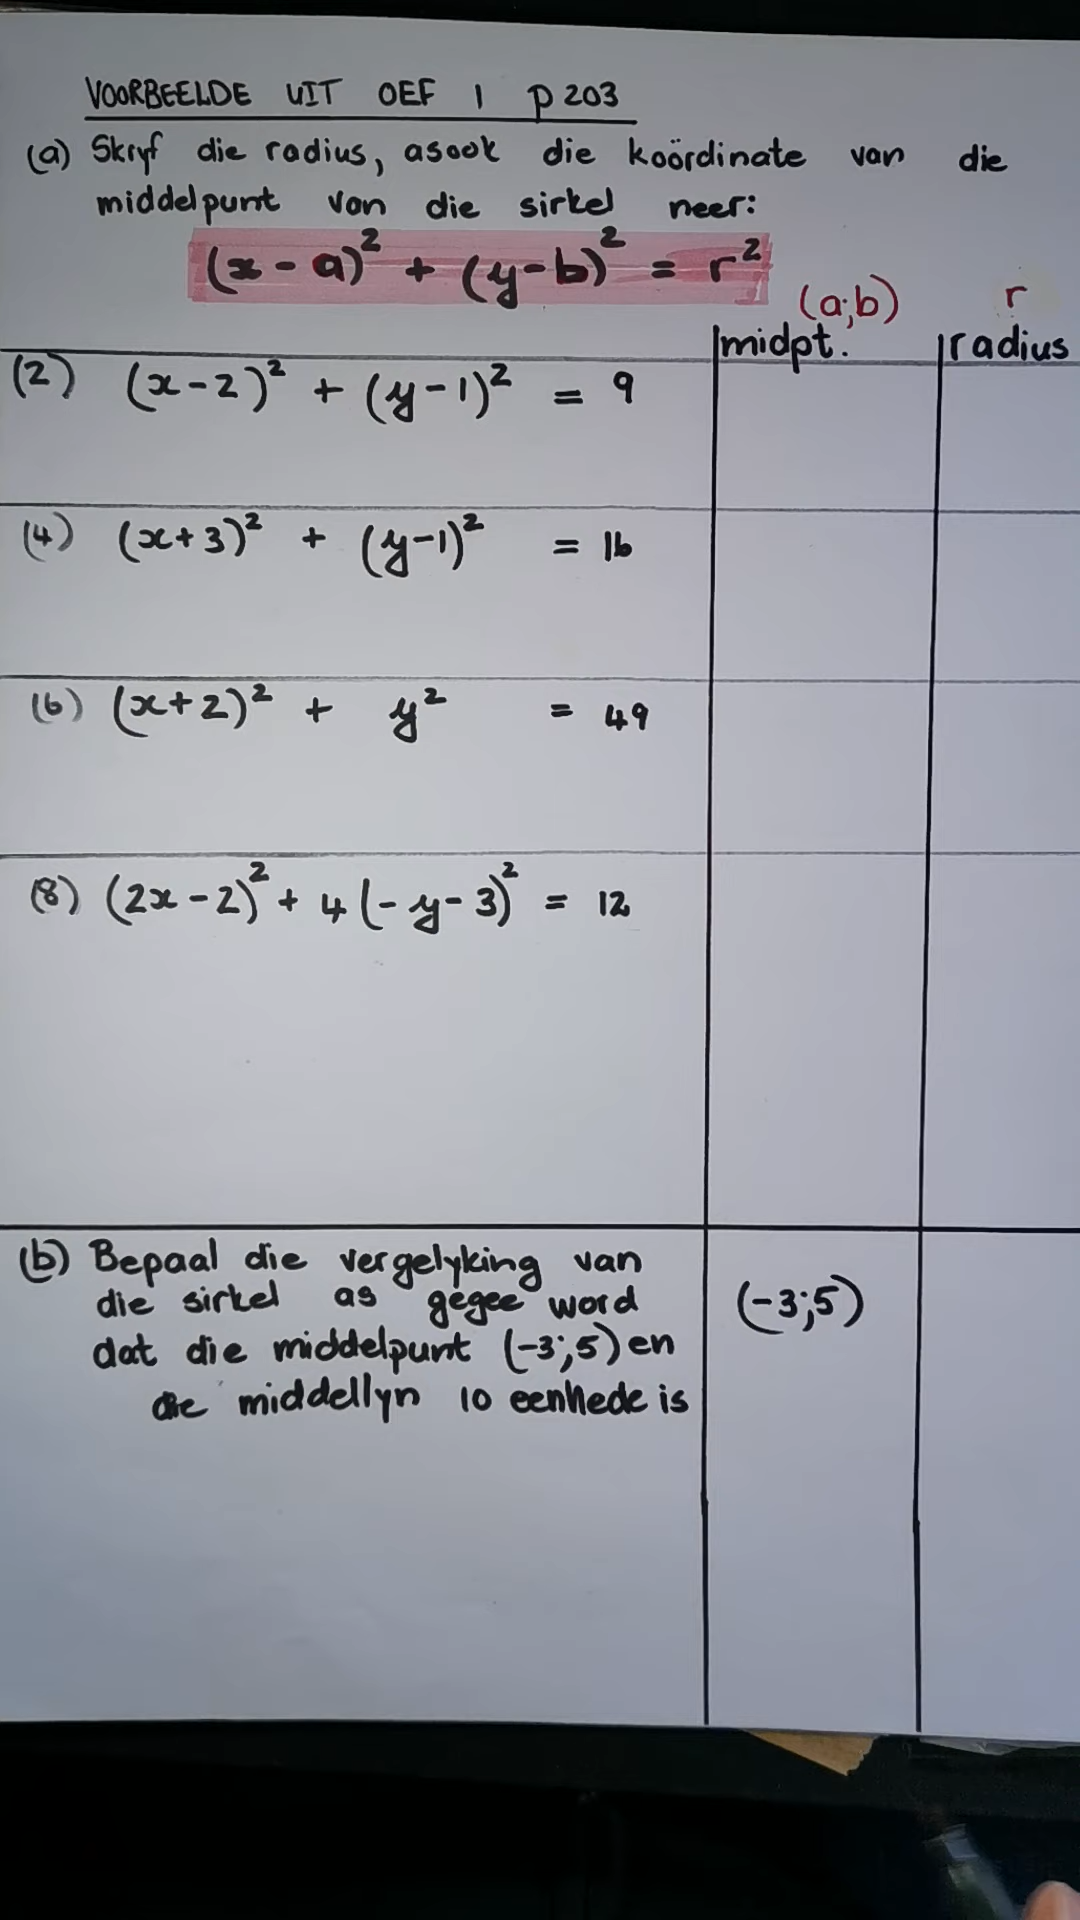 VOORBEELDE UIT OEF 1 p 203
(a) Skryf die radius, asook die koördinate van die
middelpunt van die sirkel neer:
(x - a)² + (y - b)² = r²
(a;b) r
midpt. radius
(2) (x - 2)² + (y - 1)² = 9
(4) (x + 3)² + (y - 1)² = 16
(6) (x + 2)² + y² = 49
(8) (2x - 2)² + 4(-y - 3)² = 12
(b) Bepaal die vergelyking van
die sirkel as gegee word (-3;5)
dat die middelpunt (-3;5) en
die middellyn 10 eenhede is